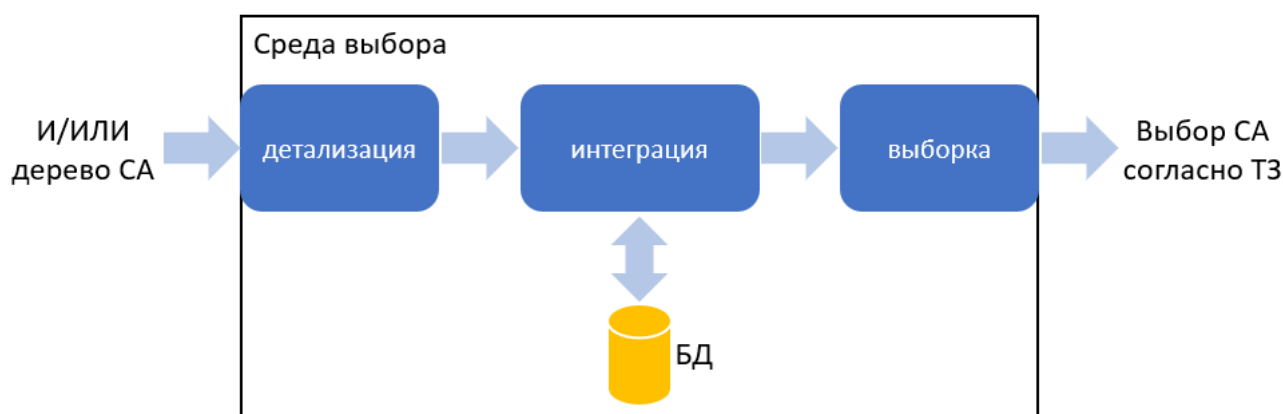 Среда выбора
И/ИЛИ
дерево СА
детализация
интеграция
выборка
Выбор СА
согласно ТЗ
БД